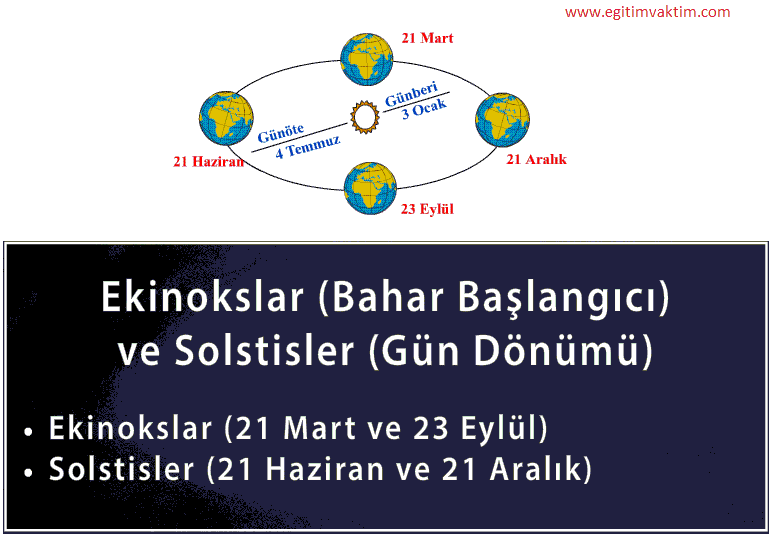 www.egitimvaktim.com
21 Mart
Günberi
3 Ocak
Günöte
4 Temmuz
21 Haziran
21 Aralık
23 Eylül
Ekinokslar (Bahar Başlangıcı)
ve Solstisler (Gün Dönümü)
• Ekinokslar (21 Mart ve 23 Eylül)
• Solstisler (21 Haziran ve 21 Aralık)